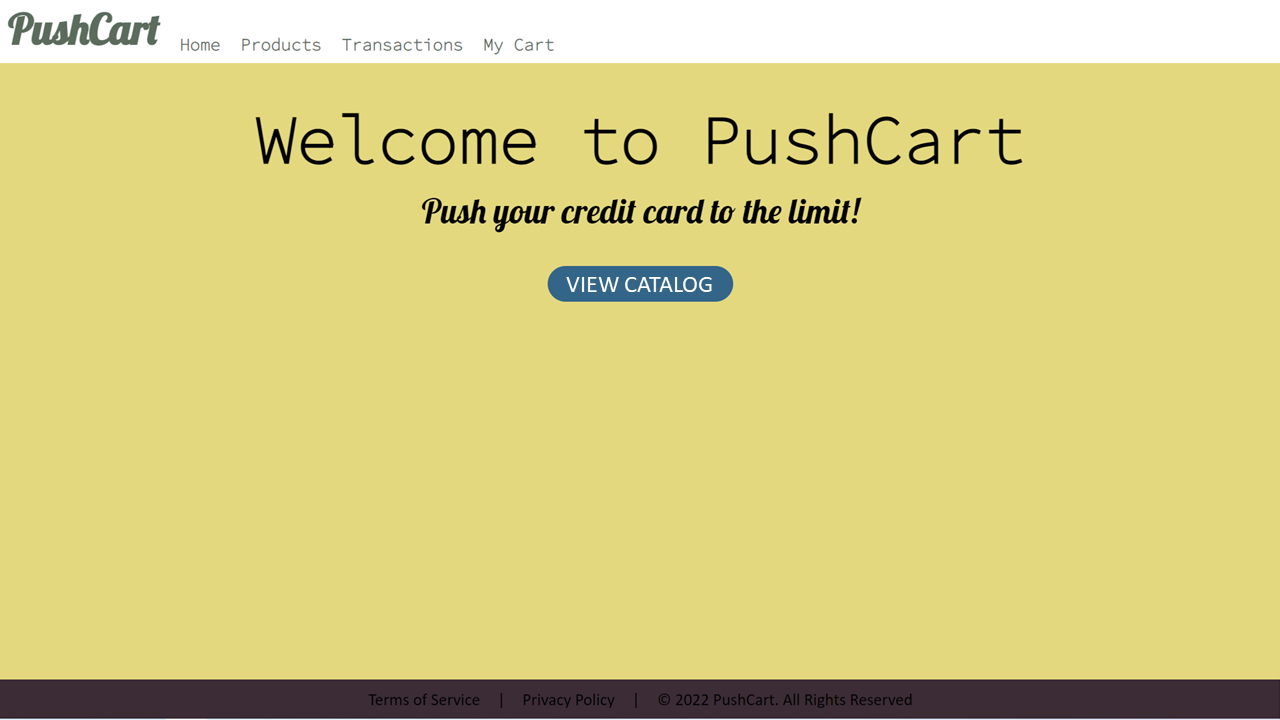 PushCart
Home Products Transactions My Cart
Welcome to PushCart
Push your credit card to the limit!
VIEW CATALOG
Terms of Service | Privacy Policy | © 2022 PushCart. All Rights Reserved